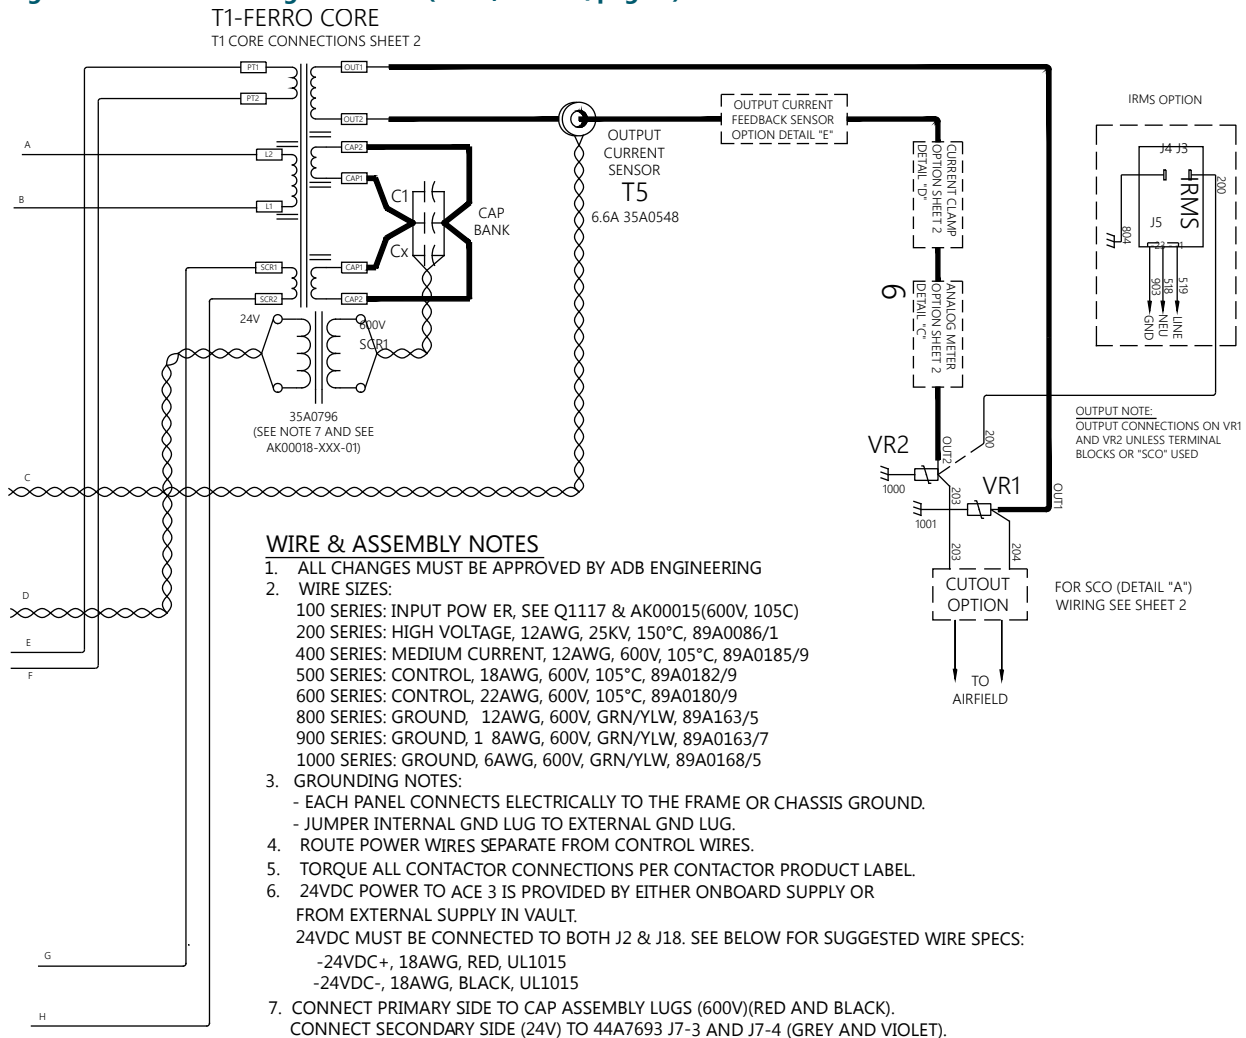 T1-FERRO CORE
T1 CORE CONNECTIONS SHEET 2
PT1
PT2
OUT1
OUT2
A
B
L2
L1
CAP2
CAP1
C1
Cx
CAP
BANK
SCR1
SCR2
CAP1
CAP2
24V
600V
SCR1
35A0796
(SEE NOTE 7 AND SEE
AK00018-XXX-01)
OUTPUT
CURRENT
SENSOR
T5
6.6A 35A0548
OUTPUT CURRENT
FEEDBACK SENSOR
OPTION DETAIL "E"
CURRENT CLAMP
OPTION SHEET 2
DETAIL "D"
9
ANALOG METER
OPTION SHEET 2
DETAIL "C"
IRMS OPTION
J4 J3
IRMS
J5
200
804
903
518
519
GND
NEU
LINE
OUTPUT NOTE:
OUTPUT CONNECTIONS ON VR1
AND VR2 UNLESS TERMINAL
BLOCKS OR "SCO" USED
VR2
OUT2
200
1000
203
VR1
OUT1
1001
203
204
CUTOUT
OPTION
FOR SCO (DETAIL "A")
WIRING SEE SHEET 2
TO
AIRFIELD
C
D
E
F
G
H
WIRE & ASSEMBLY NOTES
1. ALL CHANGES MUST BE APPROVED BY ADB ENGINEERING
2. WIRE SIZES:
100 SERIES: INPUT POW ER, SEE Q1117 & AK00015(600V, 105C)
200 SERIES: HIGH VOLTAGE, 12AWG, 25KV, 150°C, 89A0086/1
400 SERIES: MEDIUM CURRENT, 12AWG, 600V, 105°C, 89A0185/9
500 SERIES: CONTROL, 18AWG, 600V, 105°C, 89A0182/9
600 SERIES: CONTROL, 22AWG, 600V, 105°C, 89A0180/9
800 SERIES: GROUND, 12AWG, 600V, GRN/YLW, 89A163/5
900 SERIES: GROUND, 1 8AWG, 600V, GRN/YLW, 89A0163/7
1000 SERIES: GROUND, 6AWG, 600V, GRN/YLW, 89A0168/5
3. GROUNDING NOTES:
- EACH PANEL CONNECTS ELECTRICALLY TO THE FRAME OR CHASSIS GROUND.
- JUMPER INTERNAL GND LUG TO EXTERNAL GND LUG.
4. ROUTE POWER WIRES SEPARATE FROM CONTROL WIRES.
5. TORQUE ALL CONTACTOR CONNECTIONS PER CONTACTOR PRODUCT LABEL.
6. 24VDC POWER TO ACE 3 IS PROVIDED BY EITHER ONBOARD SUPPLY OR
FROM EXTERNAL SUPPLY IN VAULT.
24VDC MUST BE CONNECTED TO BOTH J2 & J18. SEE BELOW FOR SUGGESTED WIRE SPECS:
-24VDC+, 18AWG, RED, UL1015
-24VDC-, 18AWG, BLACK, UL1015
7. CONNECT PRIMARY SIDE TO CAP ASSEMBLY LUGS (600V)(RED AND BLACK).
CONNECT SECONDARY SIDE (24V) TO 44A7693 J7-3 AND J7-4 (GREY AND VIOLET).